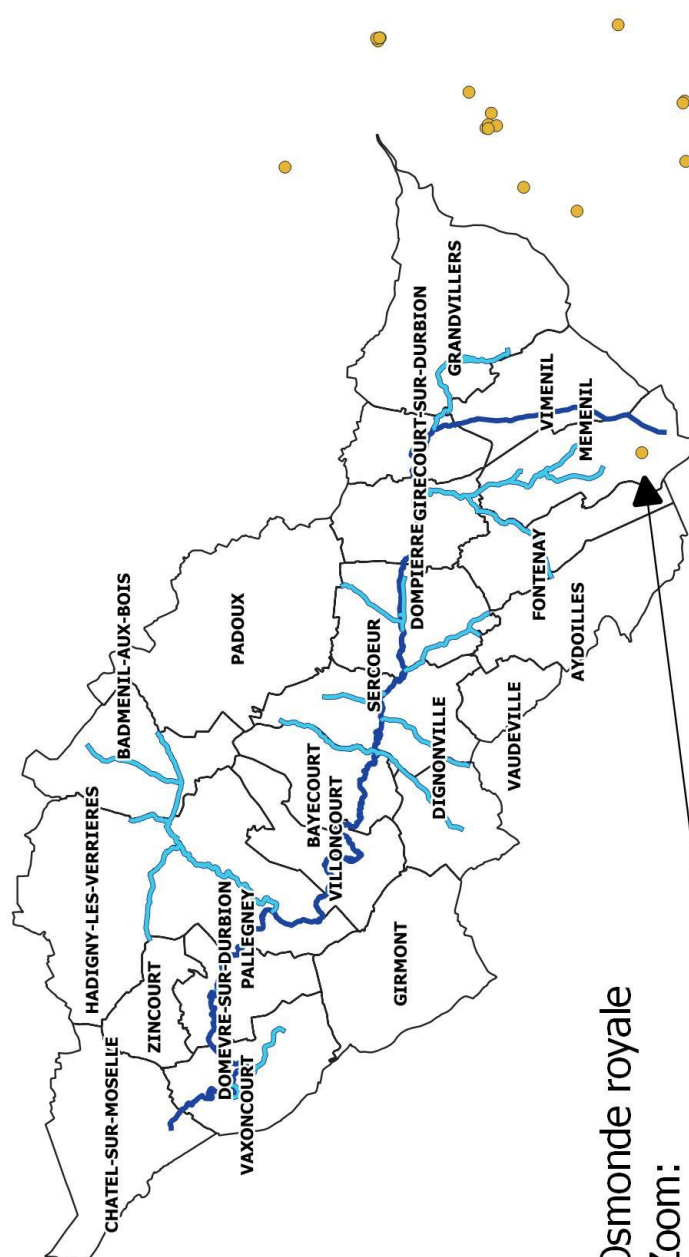 HADIGNY-LES-VERRIERES
CHATEL-SUR-MOSELLE
BADMENIL-AUX-BOIS
ZINCOURT
DOMEVRE-SUR-DURBION
PADOUX
VAXONCOURT
PALLEGNEY
BAYECOURT
VILLONCOURT
SERCOEUR
GIRMONT
DOMPIERRE
GIRECOURT-SUR-DURBION
DIGNONVILLE
GRANDVILLERS
VAUDEVILLE
FONTENAY
VIMENIL
AYDOILLES
MEMENIL
Osmonde royale
Zoom: